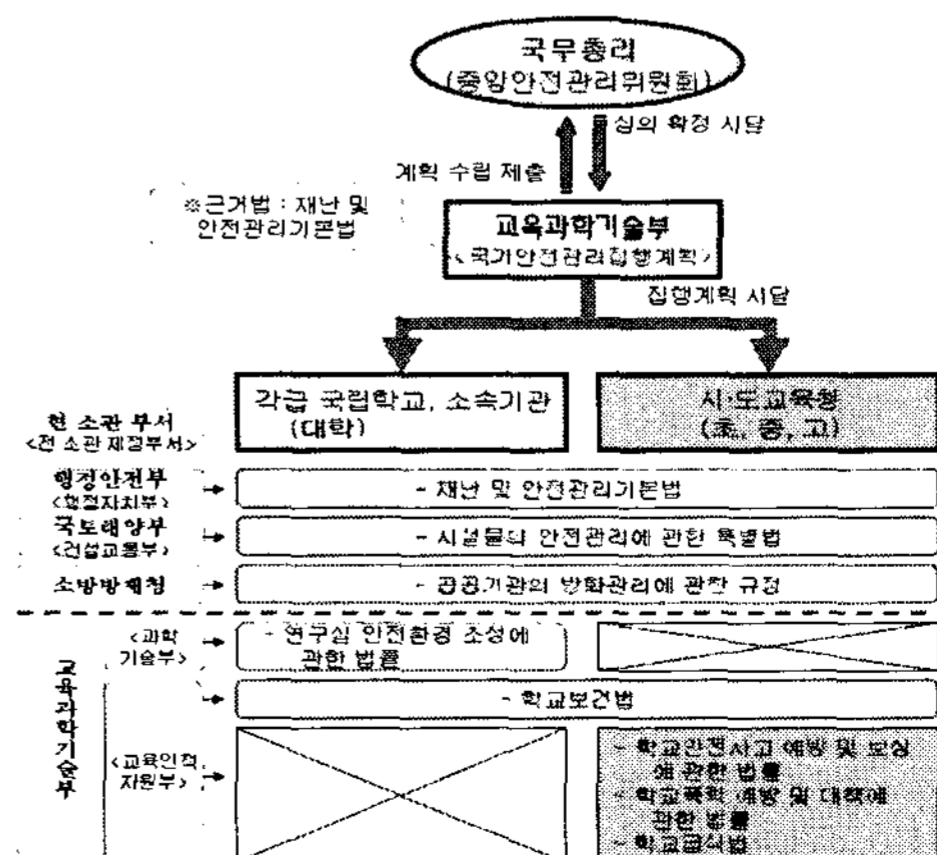 국무총리
(중앙안전관리위원회)
심의 확정 시달
계획 수립 제출
※근거법 : 재난 및
안전관리기본법
교육과학기술부
<국가안전관리집행계획>
집행계획 시달
각급 국립학교, 소속기관
(대학)
시·도교육청
(초, 중, 고)
현 소관 부서
<전 소관 제정부서>
행정안전부
<행정자치부>
- 재난 및 안전관리기본법
국토해양부
<건설교통부>
- 시설물의 안전관리에 관한 특별법
소방방재청
- 공공기관의 방화관리에 관한 규정
교육과학기술부
<과학
기술부>
- 연구실 안전환경 조성에
관한 법률
- 학교보건법
<교육인적
자원부>
- 학교안전사고 예방 및 보상
에 관한 법률
- 학교폭력 예방 및 대책에
관한 법률
- 학교급식법